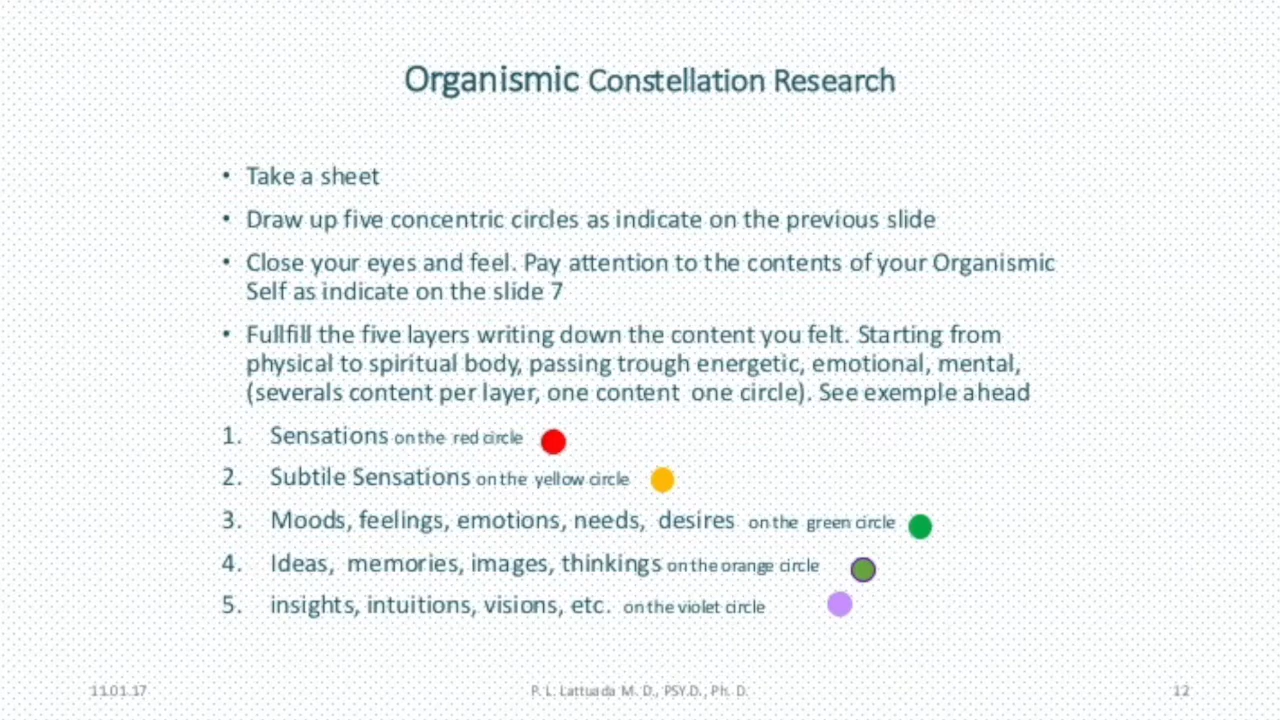 Organismic Constellation Research
• Take a sheet
• Draw up five concentric circles as indicate on the previous slide
• Close your eyes and feel. Pay attention to the contents of your Organismic
Self as indicate on the slide 7
• Fullfill the five layers writing down the content you felt. Starting from
physical to spiritual body, passing trough energetic, emotional, mental,
(severals content per layer, one content one circle). See exemple ahead
1. Sensations on the red circle
2. Subtile Sensations on the yellow circle
3. Moods, feelings, emotions, needs, desires on the green circle
4. Ideas, memories, images, thinkings on the orange circle
5. insights, intuitions, visions, etc. on the violet circle
11.01.17
P. L. Lattuada M. D., PSY.D., Ph. D.
12